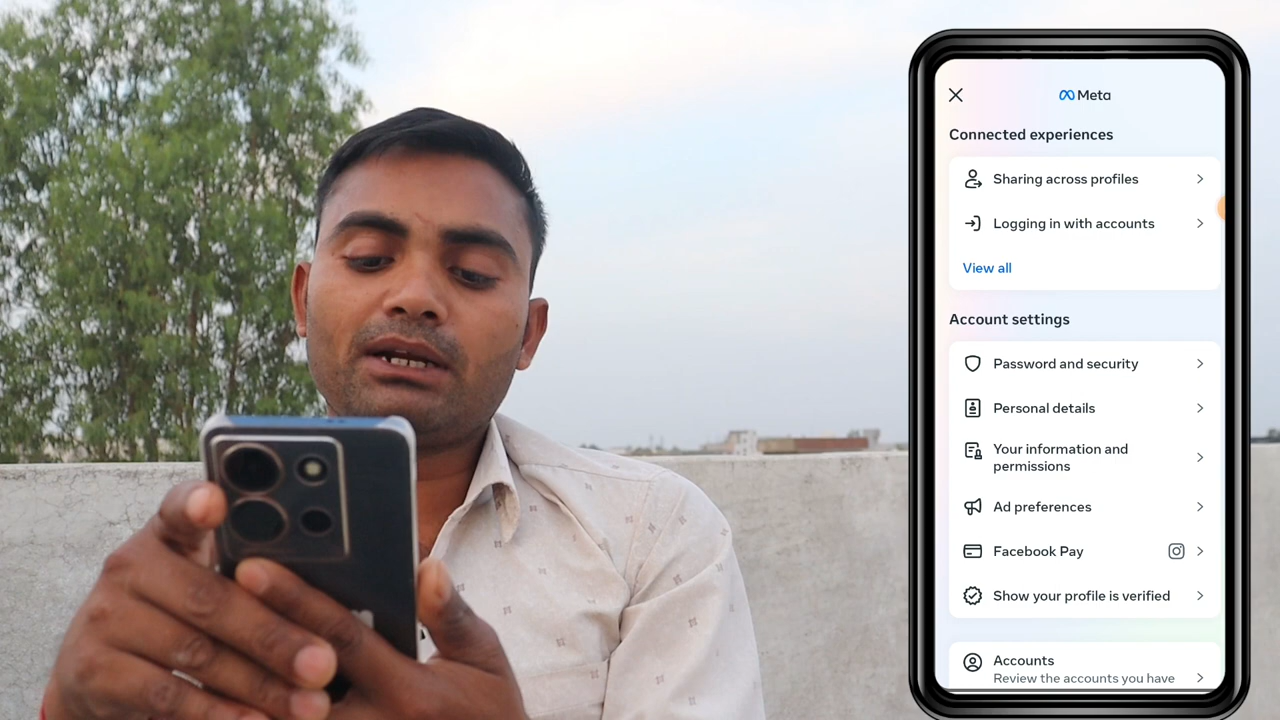 Meta
Connected experiences
Sharing across profiles
Logging in with accounts
View all
Account settings
Password and security
Personal details
Your information and
permissions
Ad preferences
Facebook Pay
Show your profile is verified
Accounts
Review the accounts you have